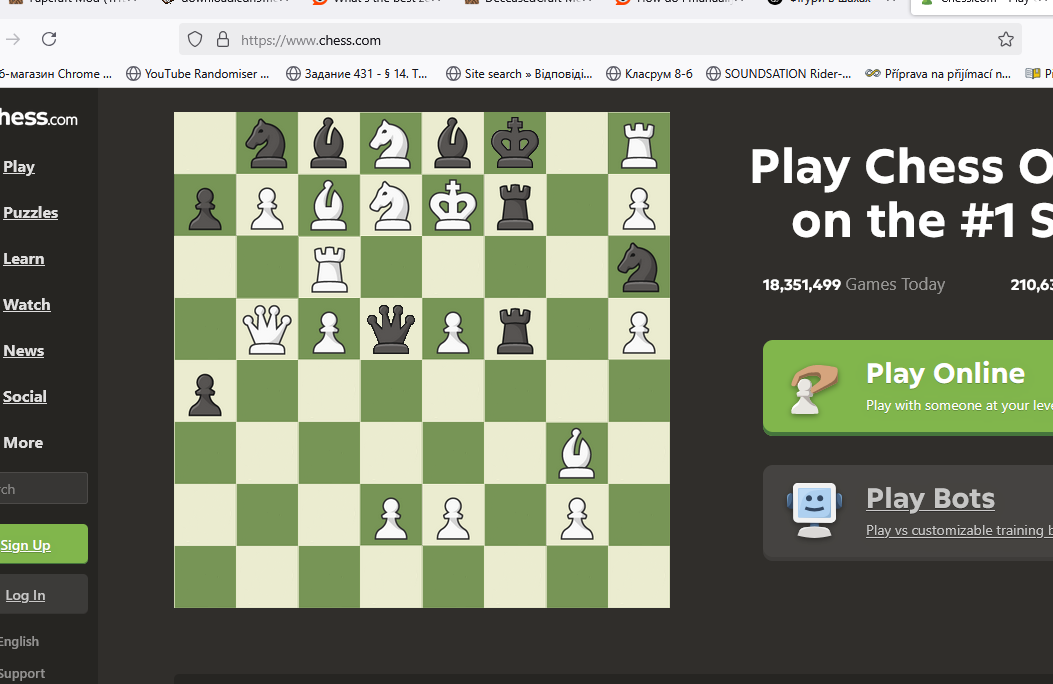 https://www.chess.com
б-магазин Chrome ...
YouTube Randomiser ...
Задание 431 - § 14. Т...
Site search » Відповіді...
Класрум 8-б
SOUNDSATION Rider-...
Příprava na přijímací n...
hess.com
Play
Puzzles
Learn
Watch
News
Social
More
rch
Sign Up
Log In
English
Support
Play Chess O
on the #1 S
18,351,499 Games Today
210,63
Play Online
Play with someone at your leve
Play Bots
Play vs customizable training b